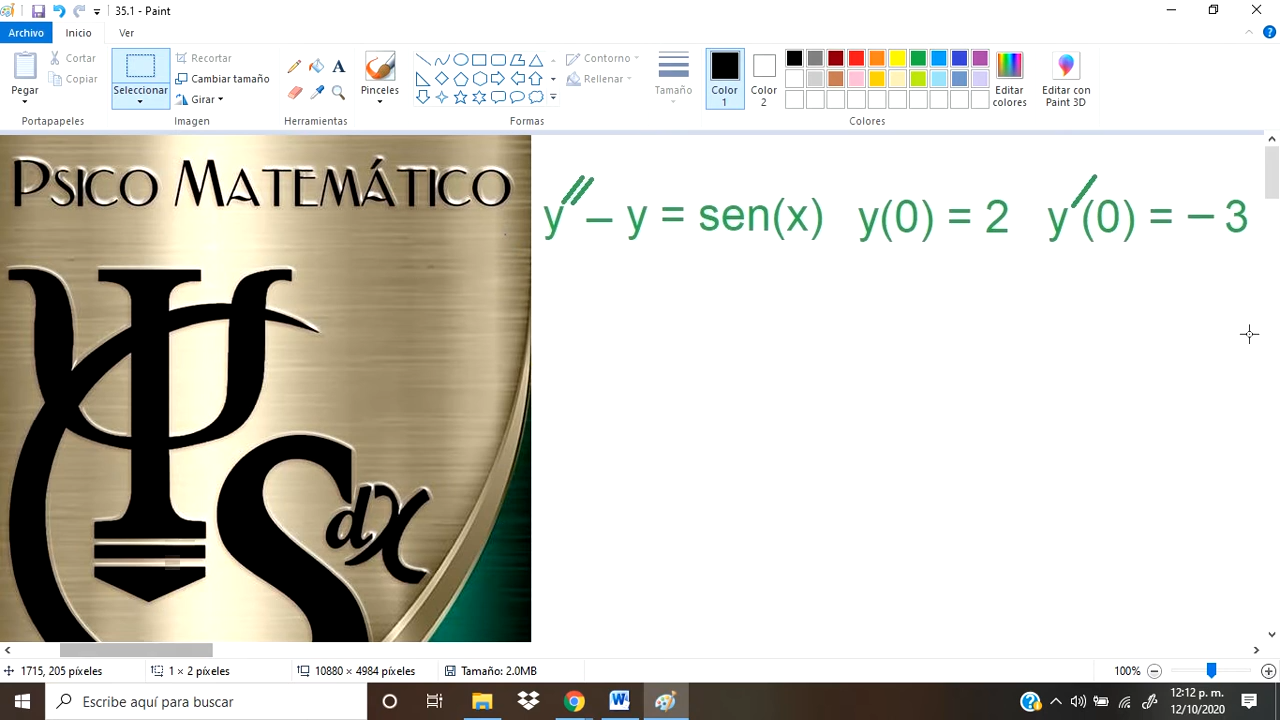 35.1 - Paint
Archivo Inicio Ver
Pegar
Cortar
Copiar
Portapapeles
Seleccionar
Recortar
Cambiar tamaño
Girar
Imagen
A
Herramientas
Pinceles
Contorno
Rellenar
Formas
Tamaño
Color 1
Color 2
Editar colores
Colores
Editar con Paint 3D
PSICO MATEMÁTICO
y'' – y = sen(x) y(0) = 2 y'(0) = – 3
dx
1715, 205 píxeles 1 × 2 píxeles 10880 × 4984 píxeles Tamaño: 2.0MB 100%
Escribe aquí para buscar
12:12 p. m.
12/10/2020